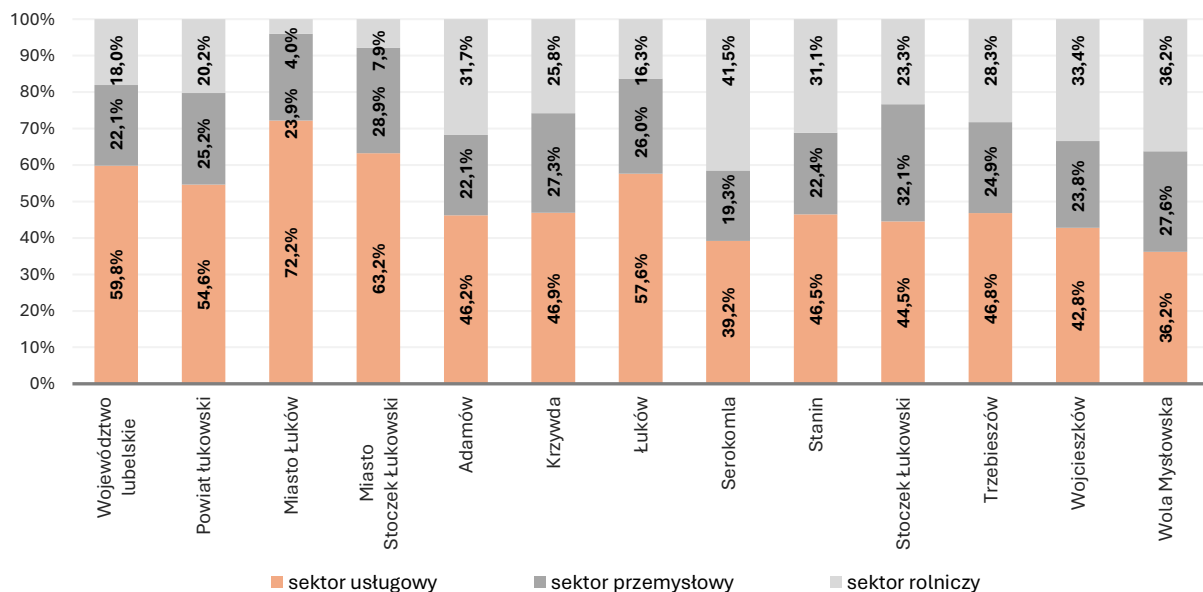 100%
90%
80%
70%
60%
50%
40%
30%
20%
10%
0%
18,0%
20,2%
4,0%
7,9%
31,7%
25,8%
16,3%
41,5%
31,1%
23,3%
28,3%
33,4%
36,2%
22,1%
25,2%
23,9%
28,9%
22,1%
27,3%
26,0%
19,3%
22,4%
32,1%
24,9%
23,8%
27,6%
59,8%
54,6%
72,2%
63,2%
46,2%
46,9%
57,6%
39,2%
46,5%
44,5%
46,8%
42,8%
36,2%
Województwo
lubelskie
Powiat łukowski
Miasto Łuków
Miasto
Stoczek Łukowski
Adamów
Krzywda
Łuków
Serokomla
Stanin
Stoczek Łukowski
Trzebieszów
Wojcieszków
Wola Mysłowska
sektor usługowy
sektor przemysłowy
sektor rolniczy